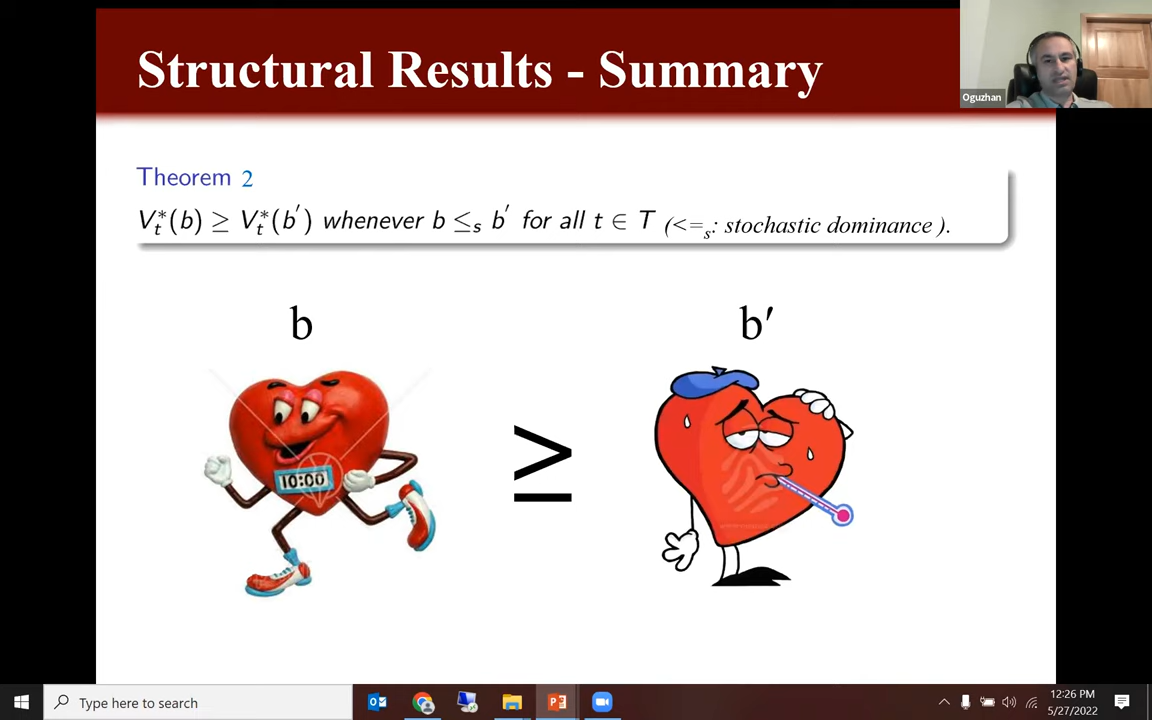 Structural Results - Summary
Oguzhan
Theorem 2
V*t(b) ≥ V*t(b′) whenever b ≤s b′ for all t ∈ T (<=s: stochastic dominance ).
b
b′
10:00
≥
Type here to search
12:26 PM
5/27/2022